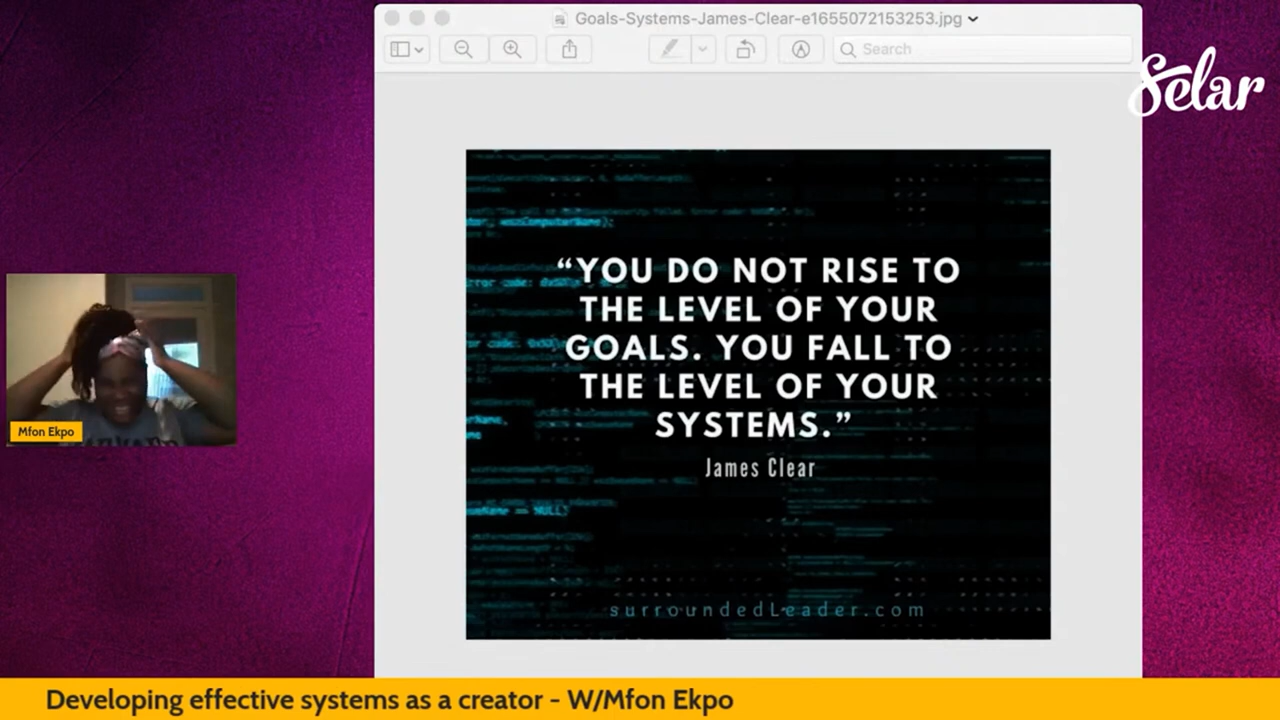 Goals-Systems-James-Clear-e1655072153253.jpg
Search
Selar
“YOU DO NOT RISE TO
THE LEVEL OF YOUR
GOALS. YOU FALL TO
THE LEVEL OF YOUR
SYSTEMS.”
James Clear
surroundedLeader.com
Mfon Ekpo
Developing effective systems as a creator - W/Mfon Ekpo